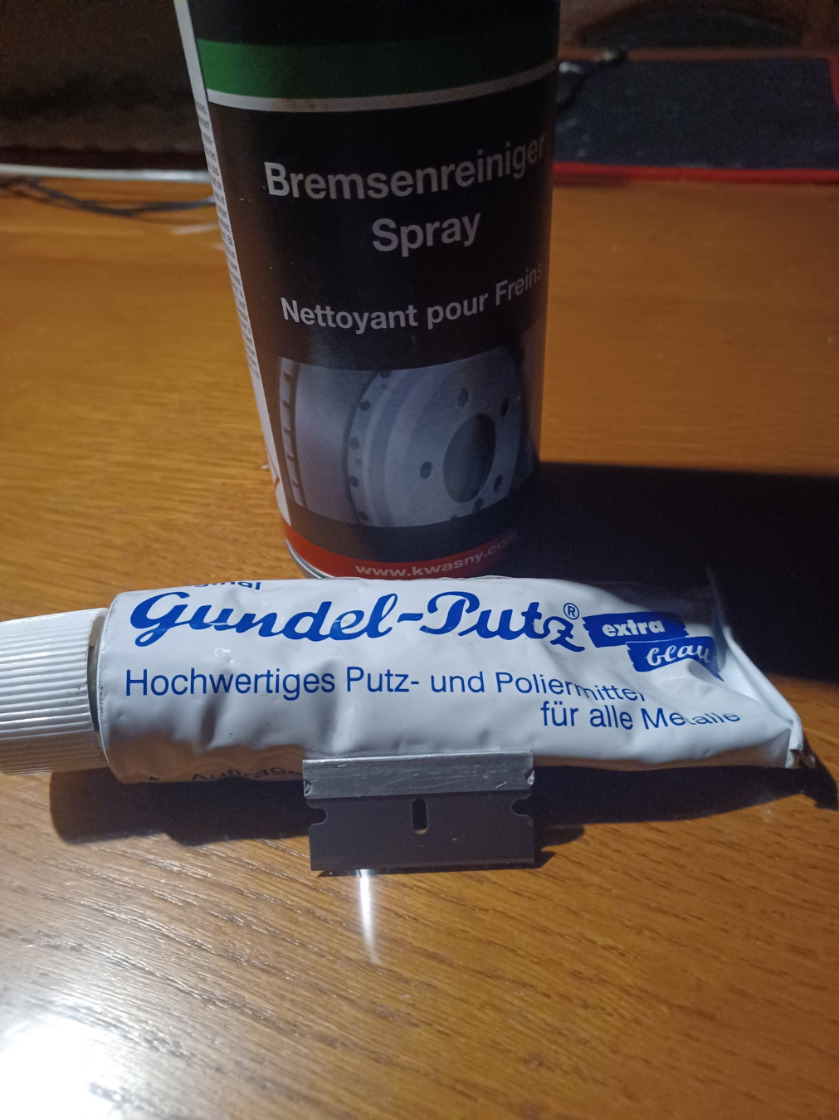 Bremsenreiniger
Spray
Nettoyant pour Freins
www.kwasny.com
Gundel-Putz®
extra
blau
Hochwertiges Putz- und Poliermittel
für alle Metalle